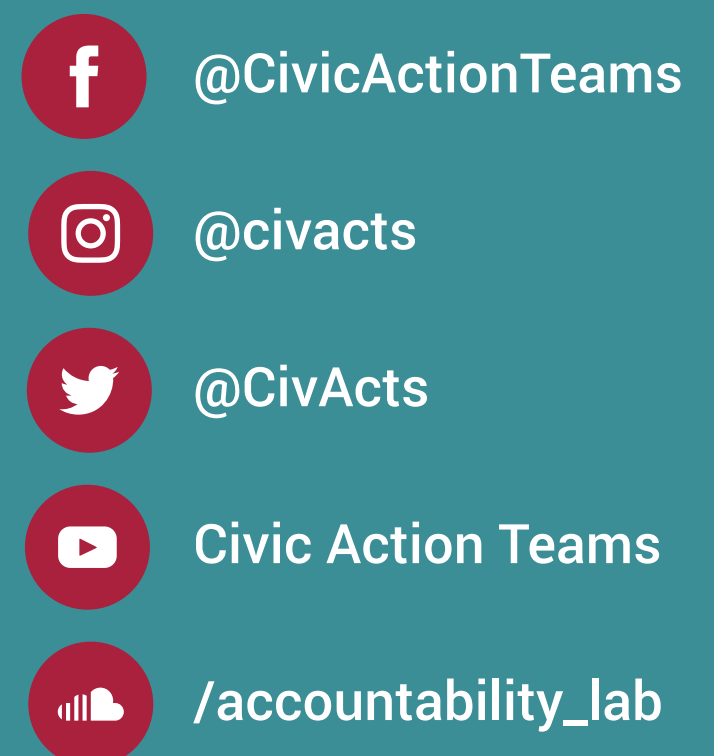 @CivicActionTeams
@civacts
@CivActs
Civic Action Teams
/accountability_lab